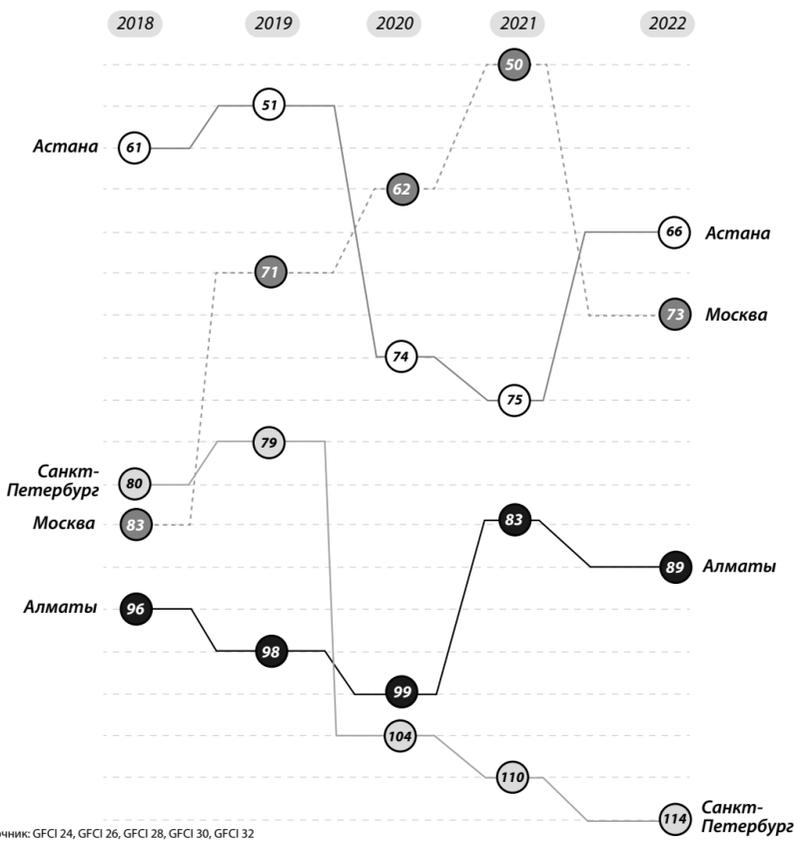 2018 2019 2020 2021 2022
50
51
Астана 61
62
66 Астана
71
73 Москва
74
75
79
Санкт-
Петербург 80
Москва 83
83
89 Алматы
Алматы 96
98
99
104
110
114 Санкт-
Петербург
чник: GFCI 24, GFCI 26, GFCI 28, GFCI 30, GFCI 32